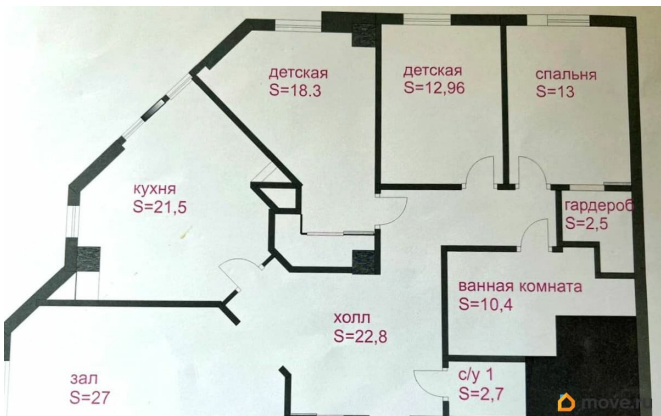 детская
S=18.3
детская
S=12,96
спальня
S=13
кухня
S=21,5
гардероб
S=2,5
ванная комната
S=10,4
холл
S=22,8
зал
S=27
с/у 1
S=2,7
move.ru